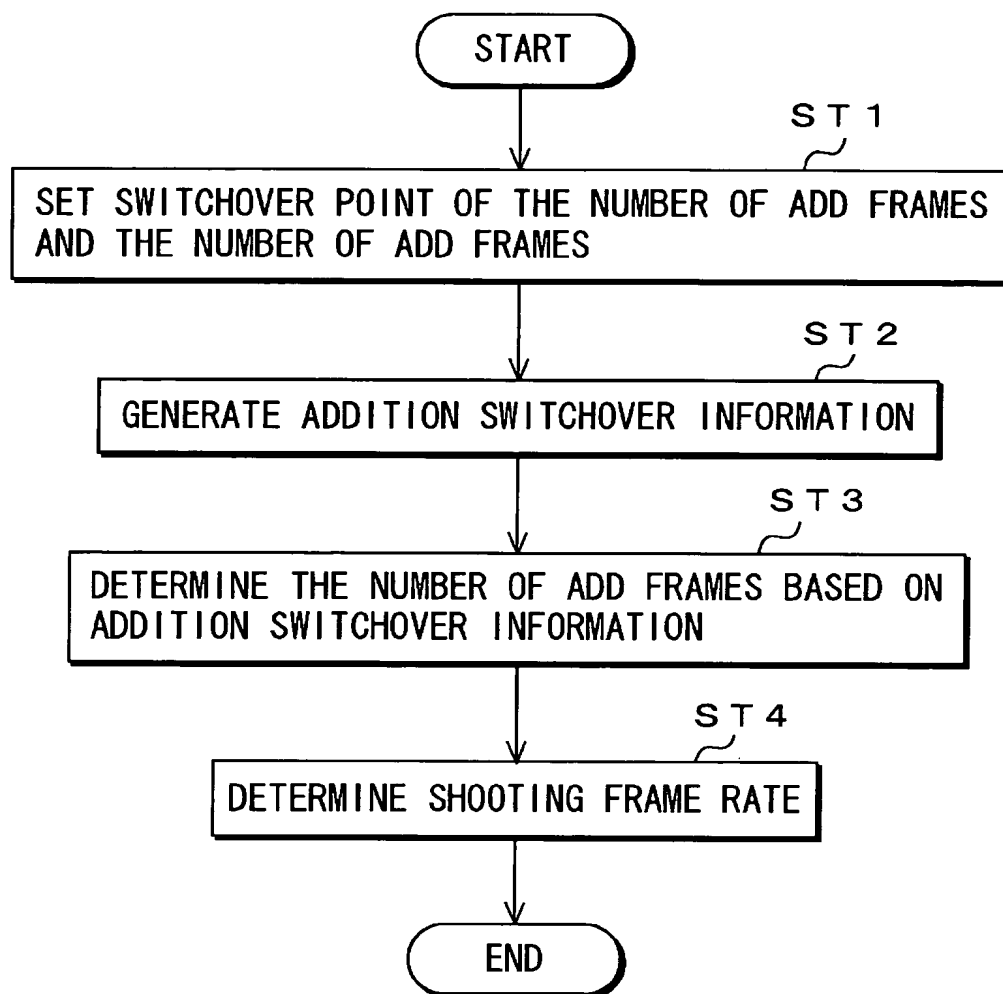 START
ST1
SET SWITCHOVER POINT OF THE NUMBER OF ADD FRAMES
AND THE NUMBER OF ADD FRAMES
ST2
GENERATE ADDITION SWITCHOVER INFORMATION
ST3
DETERMINE THE NUMBER OF ADD FRAMES BASED ON
ADDITION SWITCHOVER INFORMATION
ST4
DETERMINE SHOOTING FRAME RATE
END